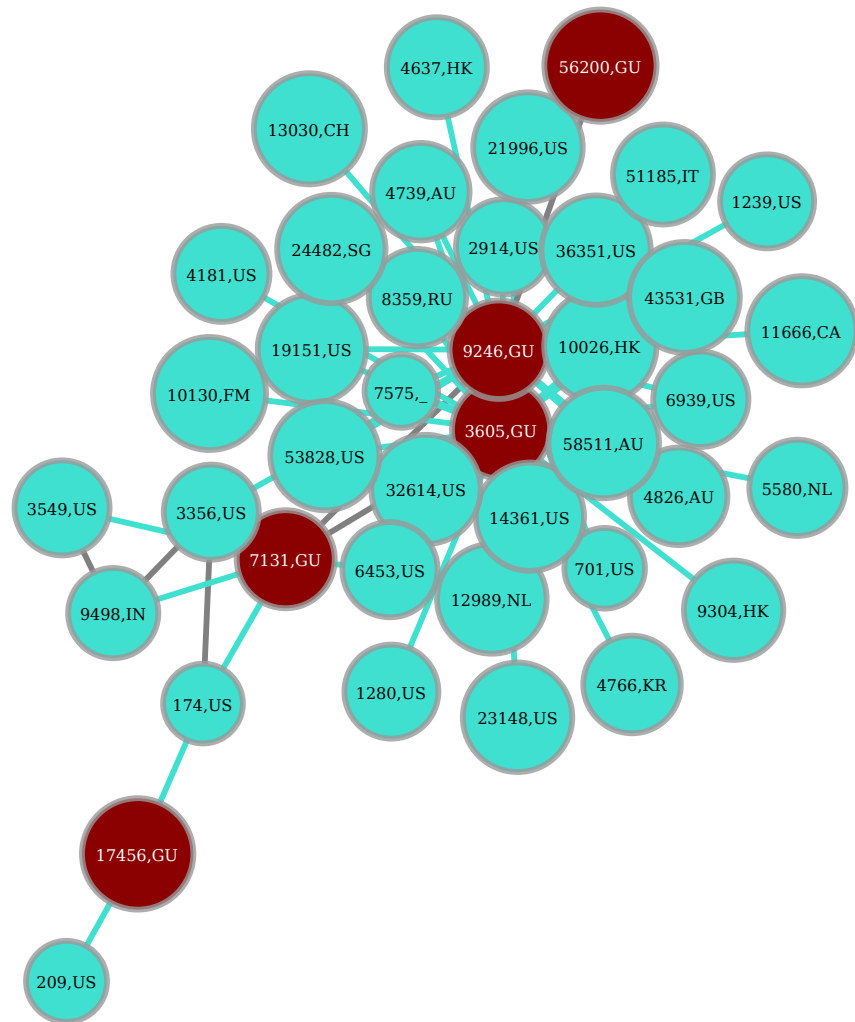 56200,GU
4637,HK
13030,CH
21996,US
51185,IT
4739,AU
1239,US
2914,US
36351,US
24482,SG
4181,US
8359,RU
43531,GB
11666,CA
19151,US
9246,GU
10026,HK
10130,FM
7575,_
6939,US
3605,GU
58511,AU
53828,US
5580,NL
32614,US
4826,AU
3549,US
3356,US
14361,US
7131,GU
6453,US
701,US
12989,NL
9498,IN
9304,HK
4766,KR
1280,US
174,US
23148,US
17456,GU
209,US